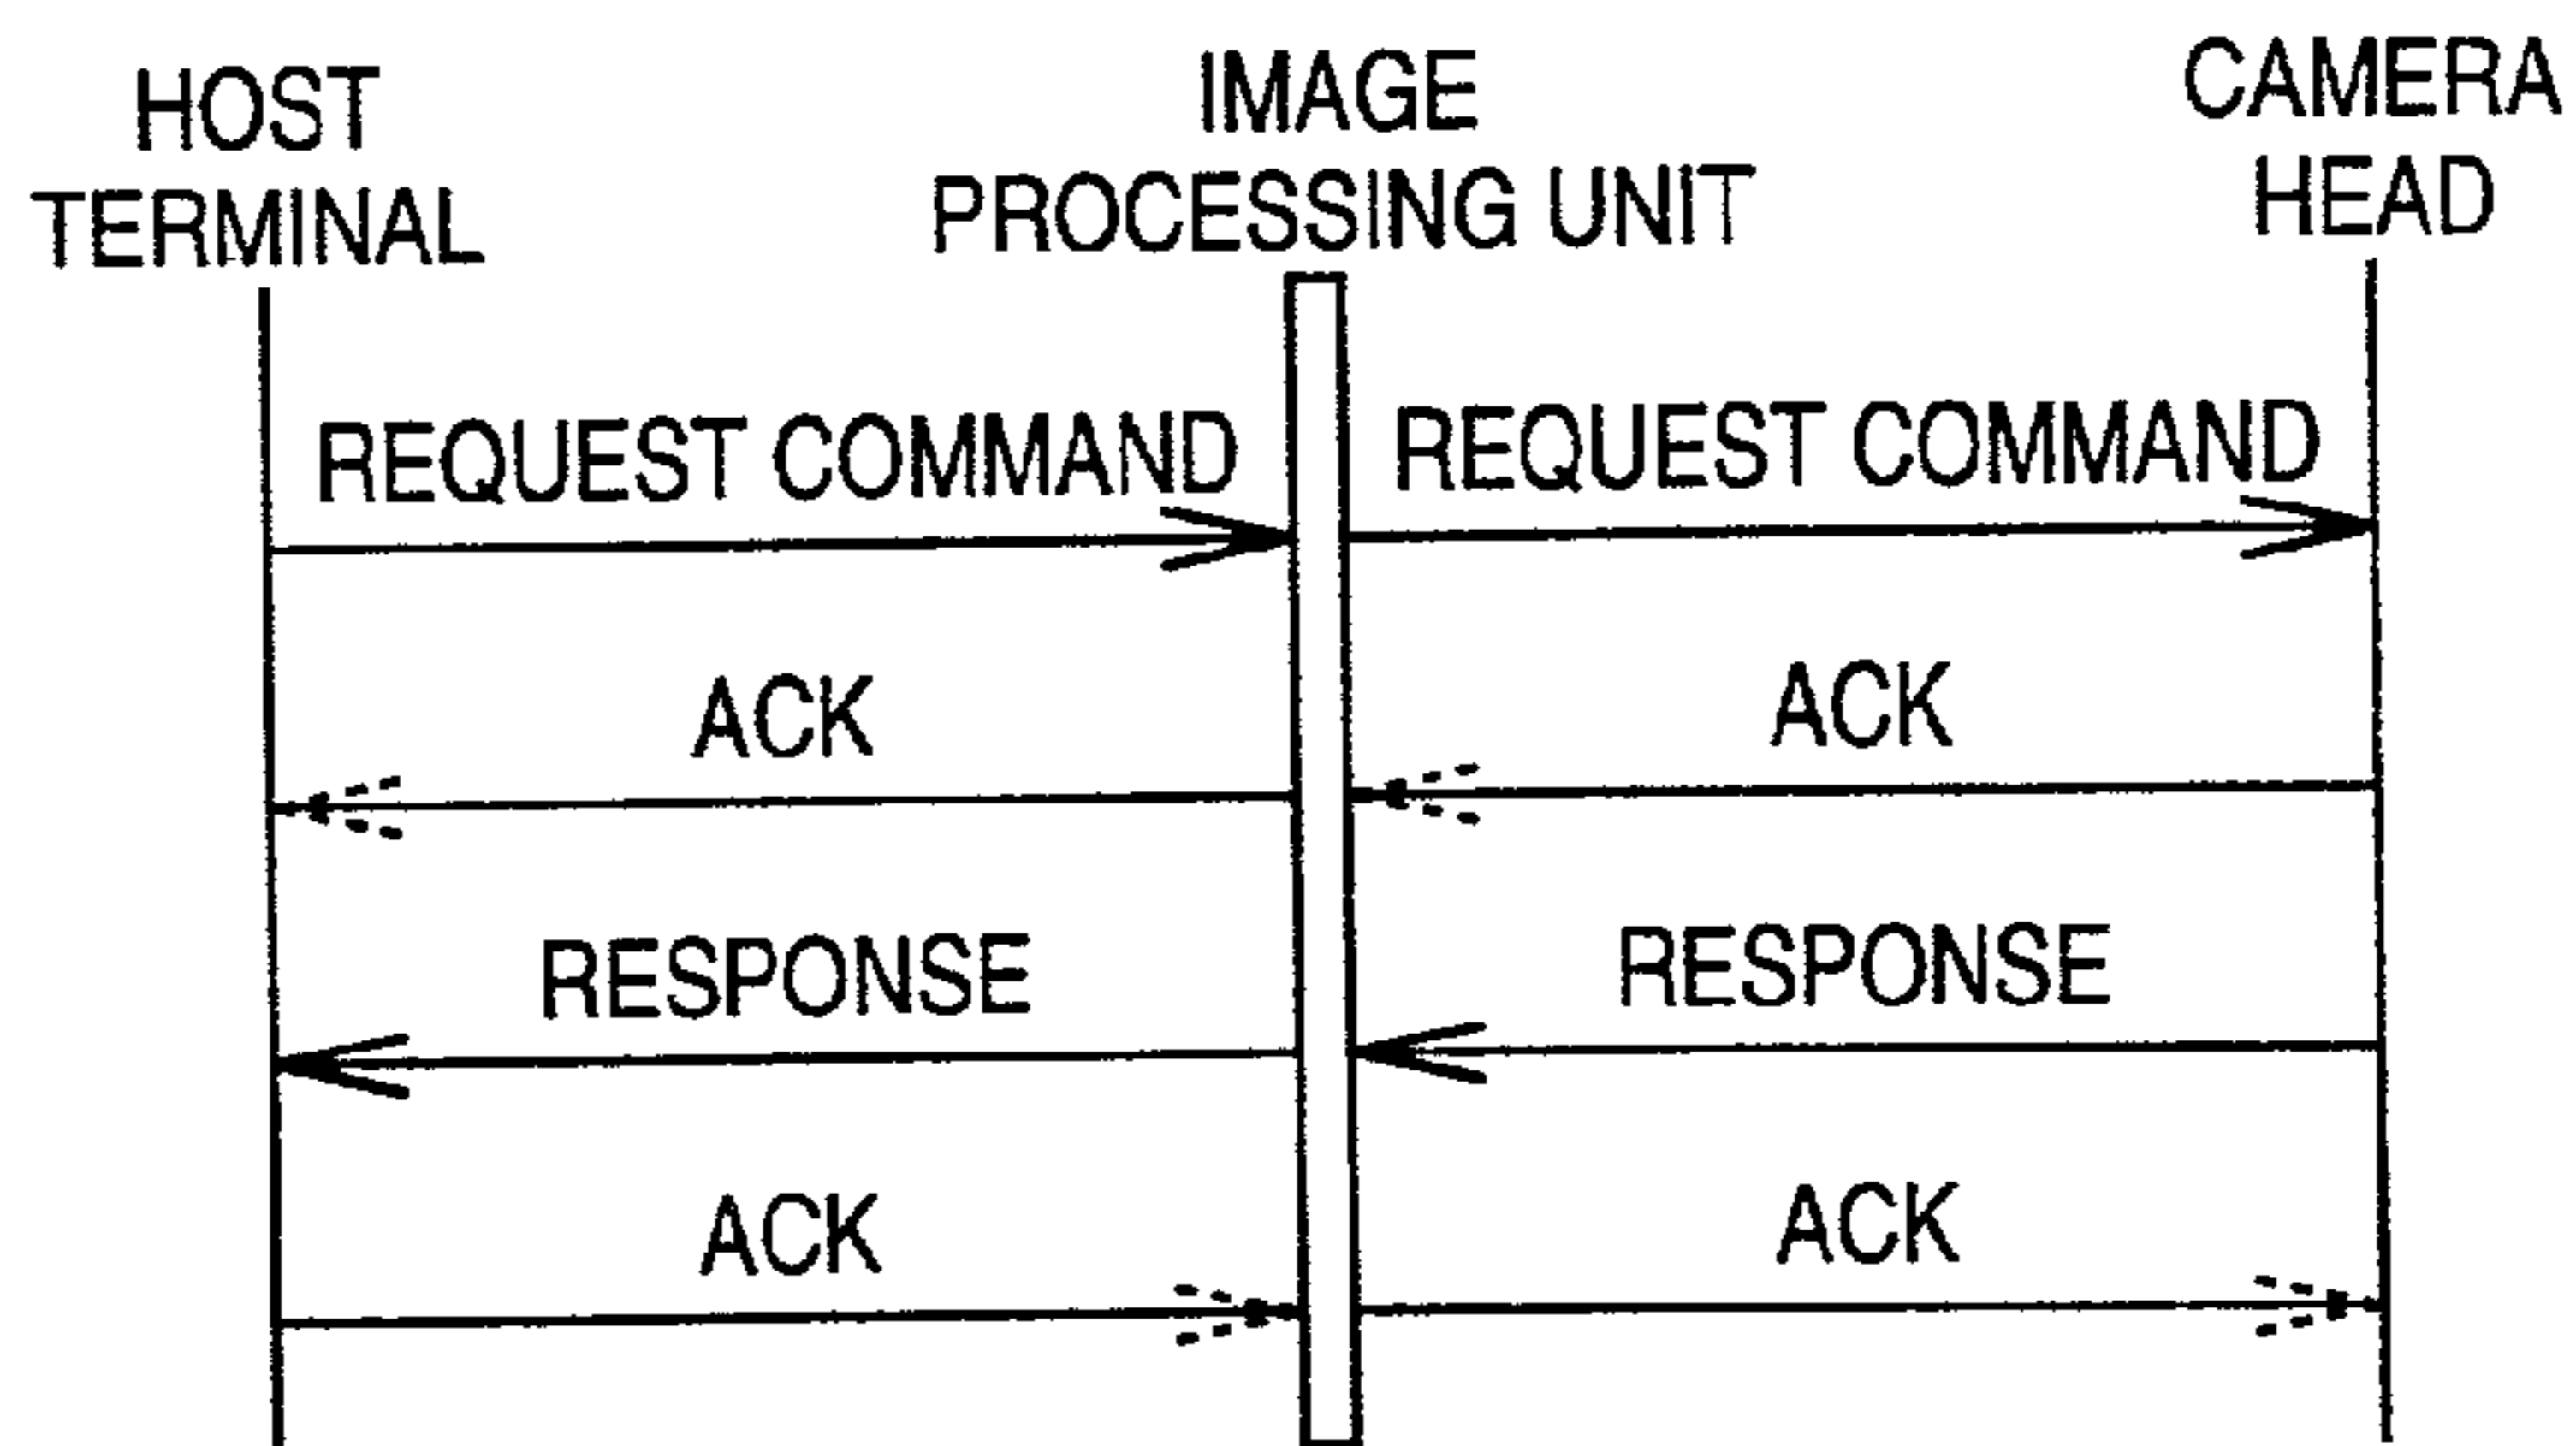 HOST
TERMINAL
IMAGE
PROCESSING UNIT
CAMERA
HEAD
REQUEST COMMAND
REQUEST COMMAND
ACK
ACK
RESPONSE
RESPONSE
ACK
ACK